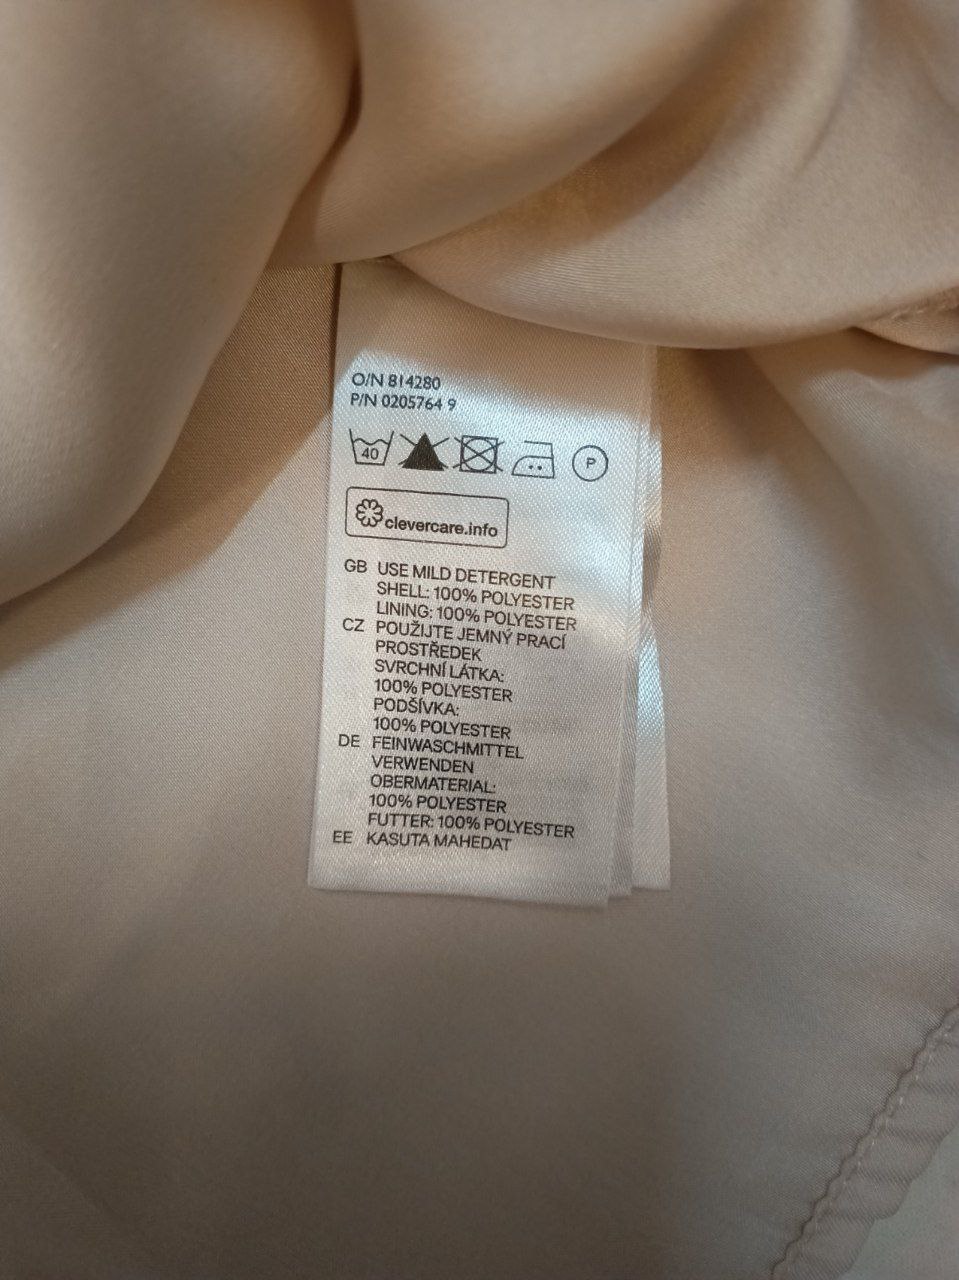 O/N 814280
P/N 0205764 9
40
P
clevercare.info
GB USE MILD DETERGENT
SHELL: 100% POLYESTER
LINING: 100% POLYESTER
CZ POUŽIJTE JEMNÝ PRACÍ
PROSTŘEDEK
SVRCHNÍ LÁTKA:
100% POLYESTER
PODŠÍVKA:
100% POLYESTER
DE FEINWASCHMITTEL
VERWENDEN
OBERMATERIAL:
100% POLYESTER
FUTTER: 100% POLYESTER
EE KASUTA MAHEDAT